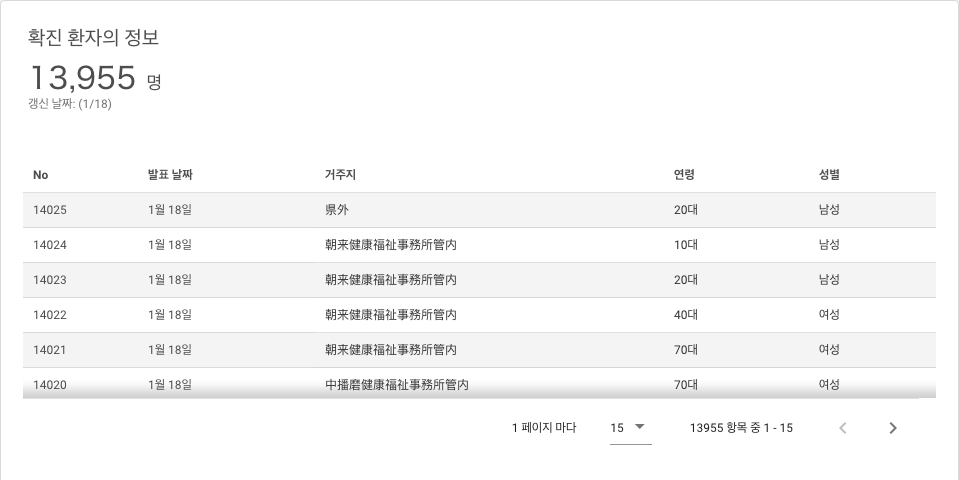 확진 환자의 정보
13,955 명
갱신 날짜: (1/18)
No 발표 날짜 거주지 연령 성별
14025 1월 18일 県外 20대 남성
14024 1월 18일 朝来健康福祉事務所管内 10대 남성
14023 1월 18일 朝来健康福祉事務所管内 20대 남성
14022 1월 18일 朝来健康福祉事務所管内 40대 여성
14021 1월 18일 朝来健康福祉事務所管内 70대 여성
14020 1월 18일 中播磨健康福祉事務所管内 70대 여성
1 페이지 마다 15 13955 항목 중 1 - 15